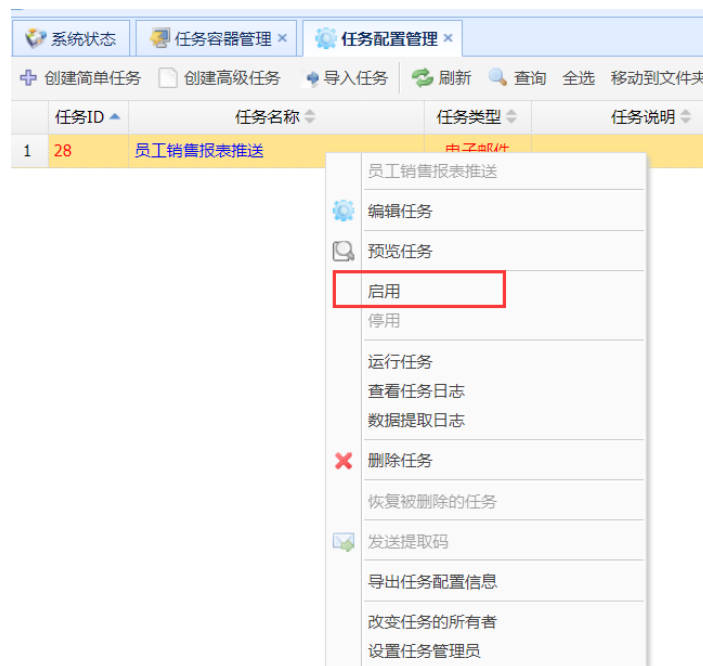 系统状态 任务容器管理 × 任务配置管理 ×
创建简单任务 创建高级任务 导入任务 刷新 查询 全选 移动到文件夹
任务ID 任务名称 任务类型 任务说明
1 28 员工销售报表推送 电子邮件
员工销售报表推送
编辑任务
预览任务
启用
停用
运行任务
查看任务日志
数据提取日志
删除任务
恢复被删除的任务
发送提取码
导出任务配置信息
改变任务的所有者
设置任务管理员